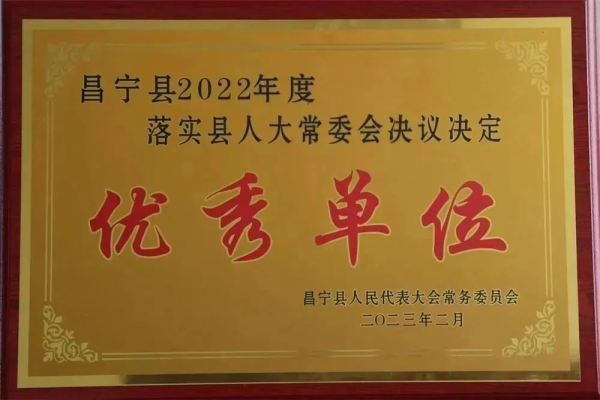 昌宁县2022年度
落实县人大常委会决议决定
优秀单位
昌宁县人民代表大会常务委员会
二〇二三年二月